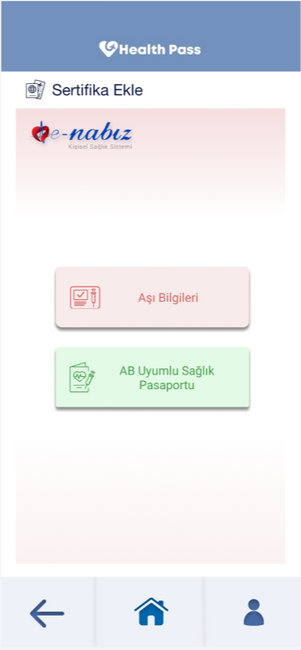 Health Pass
Sertifika Ekle
e-nabız
Kişisel Sağlık Sistemi
Aşı Bilgileri
AB Uyumlu Sağlık
Pasaportu